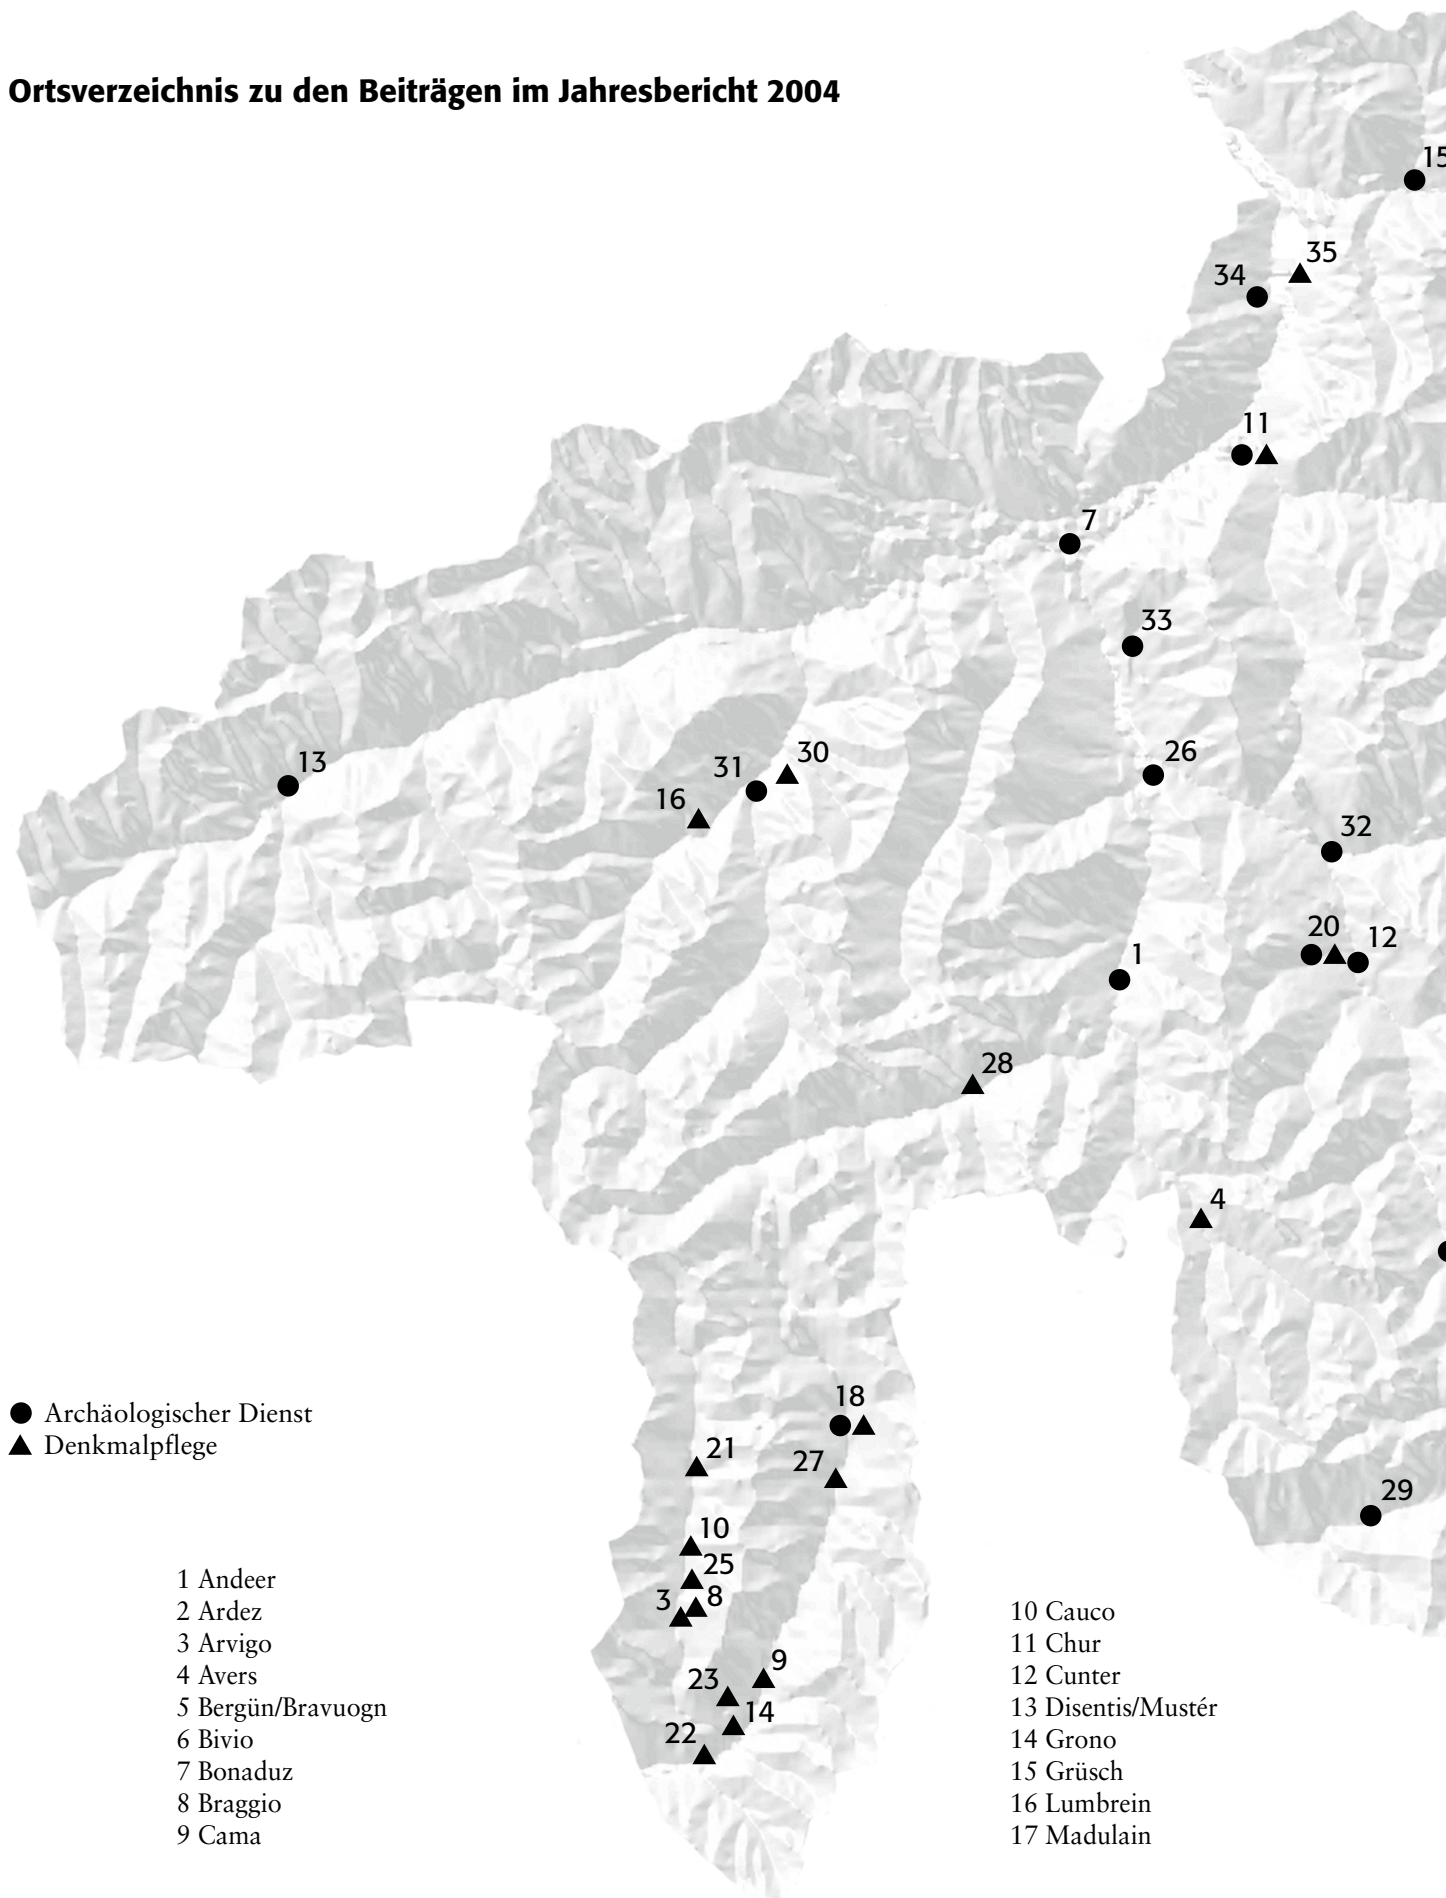 Ortsverzeichnis zu den Beiträgen im Jahresbericht 2004
15
35
34
11
7
33
13
31
30
26
16
32
20
12
1
28
4
18
21
27
29
10
25
3
8
9
23
14
22
● Archäologischer Dienst
▲ Denkmalpflege
1 Andeer
2 Ardez
3 Arvigo
4 Avers
5 Bergün/Bravuogn
6 Bivio
7 Bonaduz
8 Braggio
9 Cama
10 Cauco
11 Chur
12 Cunter
13 Disentis/Mustér
14 Grono
15 Grüsch
16 Lumbrein
17 Madulain